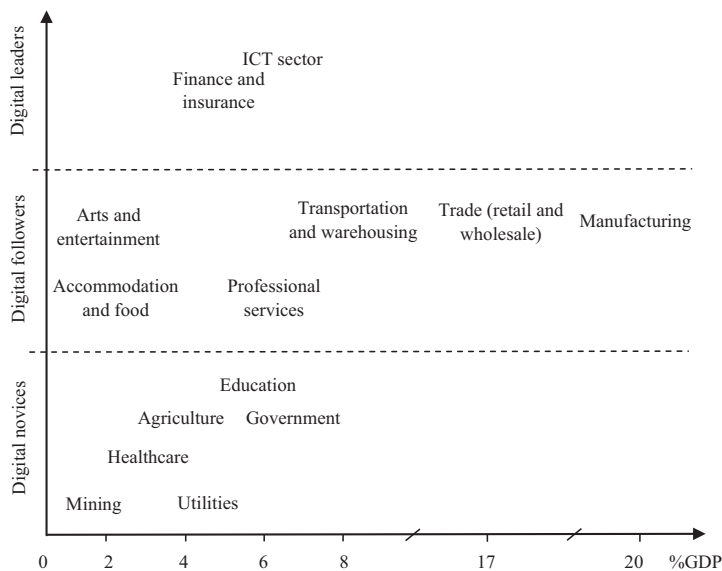 Digital leaders
ICT sector
Finance and
insurance
Digital followers
Arts and
entertainment
Transportation
and warehousing
Trade (retail and
wholesale)
Manufacturing
Accommodation
and food
Professional
services
Digital novices
Education
Agriculture
Government
Healthcare
Mining
Utilities
0 2 4 6 8 17 20 %GDP